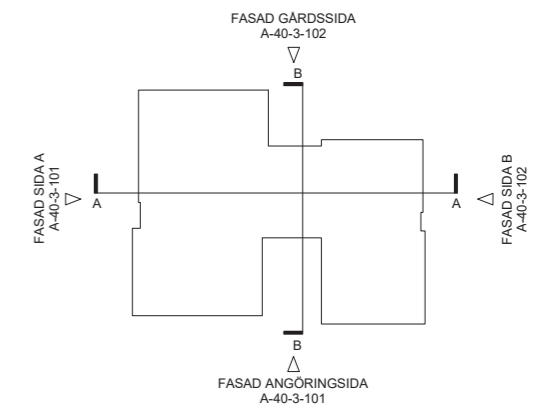 FASAD GÅRDSSIDA
A-40-3-102
B
FASAD SIDA A
A-40-3-101
A
A
FASAD SIDA B
A-40-3-102
B
FASAD ANGÖRINGSIDA
A-40-3-101